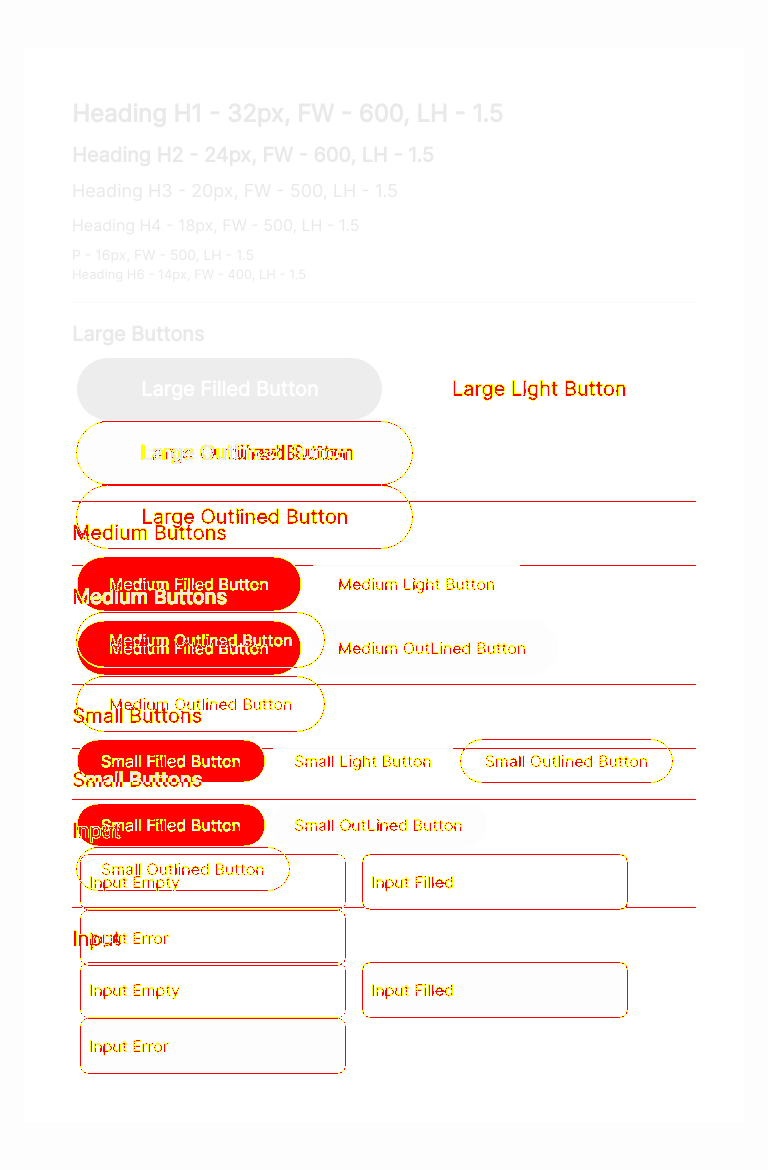 Heading H1 - 32px, FW - 600, LH - 1.5
Heading H2 - 24px, FW - 600, LH - 1.5
Heading H3 - 20px, FW - 500, LH - 1.5
Heading H4 - 18px, FW - 500, LH - 1.5
P - 16px, FW - 500, LH - 1.5
Heading H6 - 14px, FW - 400, LH - 1.5
Large Buttons
Large Filled Button Large Light Button
Large Outlined Button
Medium Buttons
Medium Filled Button Medium Light Button
Medium Buttons
Medium Outlined Button
Medium Filled Button Medium OutLined Button
Medium Outlined Button
Small Buttons
Small Filled Button Small Light Button Small Outlined Button
Small Buttons
Small Filled Button Small OutLined Button
Input
Small Outlined Button
Input Empty Input Filled
Input Error
Input
Input Empty Input Filled
Input Error